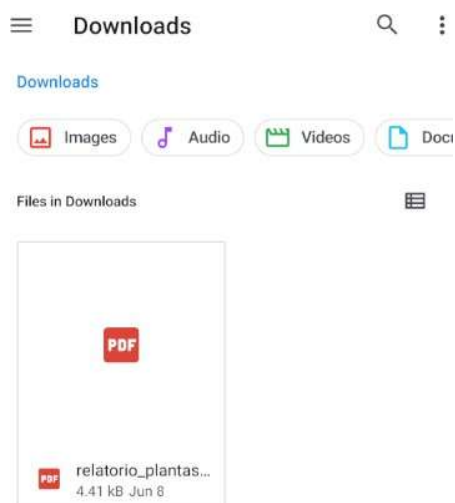 Downloads
Downloads
Images Audio Videos Docu
Files in Downloads
PDF
PDF relatorio_plantas...
4.41 kB Jun 8